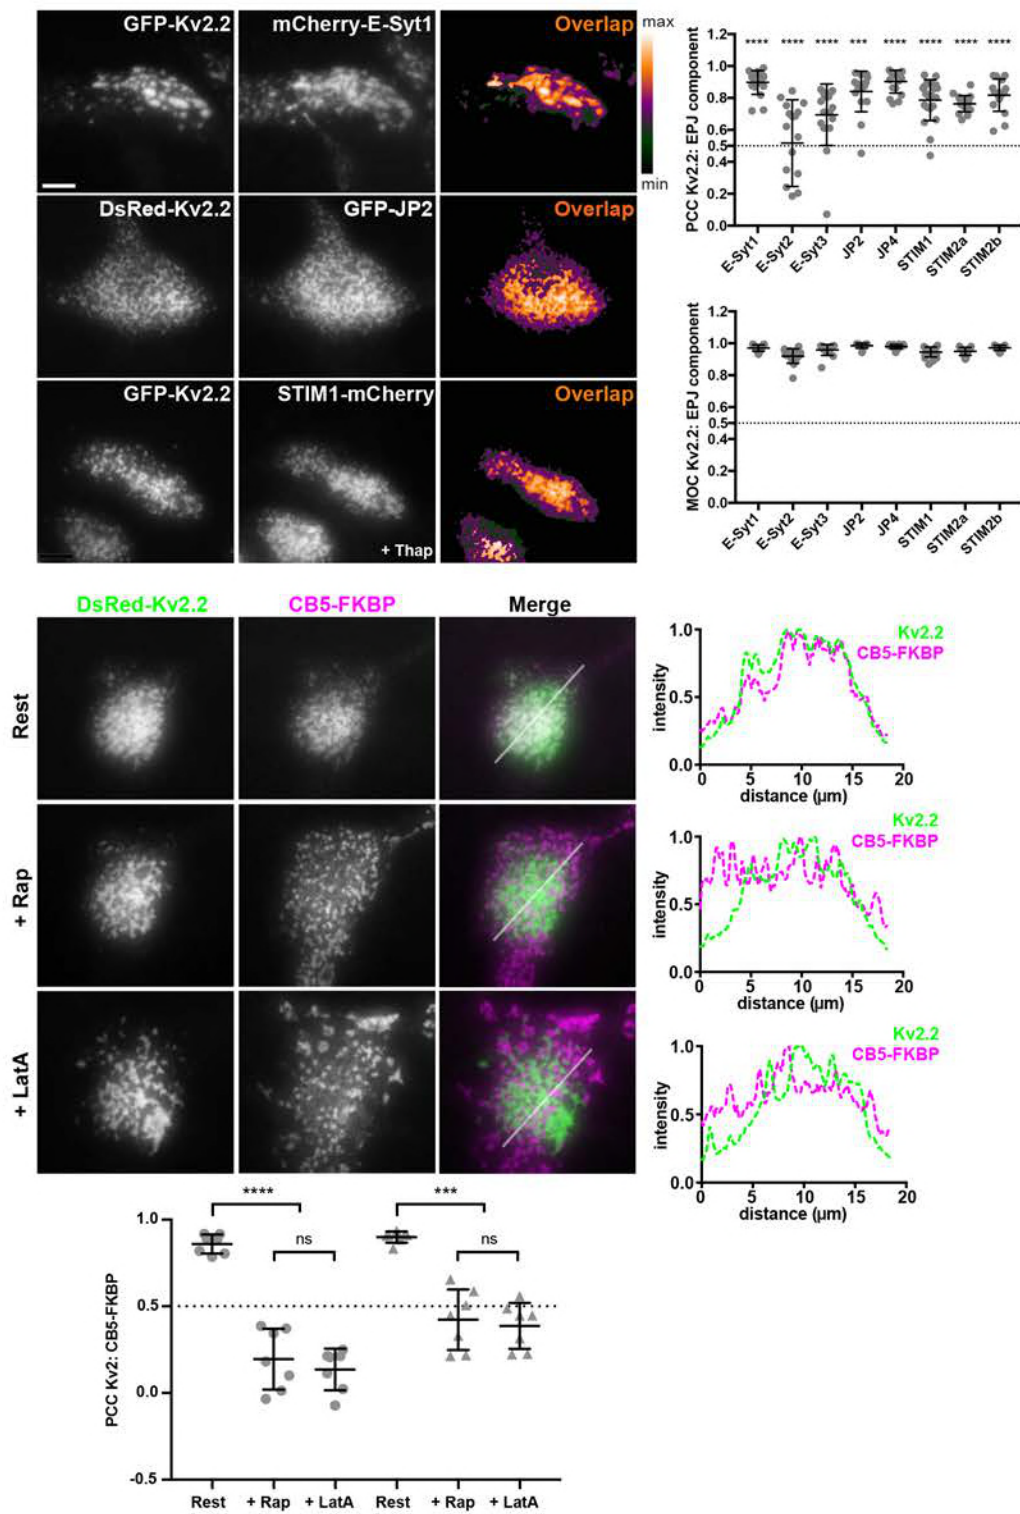 GFP-Kv2.2 mCherry-E-Syt1 Overlap
max
min
DsRed-Kv2.2 GFP-JP2 Overlap
GFP-Kv2.2 STIM1-mCherry Overlap
+ Thap
PCC Kv2.2: EPJ component
1.2
1.0
0.8
0.6
0.5
0.4
0.2
0.0
**** **** **** *** **** **** **** ****
E-Syt1 E-Syt2 E-Syt3 JP2 JP4 STIM1 STIM2a STIM2b
MOC Kv2.2: EPJ component
1.2
1.0
0.8
0.6
0.5
0.4
0.2
0.0
E-Syt1 E-Syt2 E-Syt3 JP2 JP4 STIM1 STIM2a STIM2b
DsRed-Kv2.2 CB5-FKBP Merge
Rest
+ Rap
+ LatA
Kv2.2
CB5-FKBP
intensity
1.0
0.5
0.0
0 5 10 15 20
distance (µm)
Kv2.2
CB5-FKBP
intensity
1.0
0.5
0.0
0 5 10 15 20
distance (µm)
Kv2.2
CB5-FKBP
intensity
1.0
0.5
0.0
0 5 10 15 20
distance (µm)
**** ***
ns ns
PCC Kv2: CB5-FKBP
1.0
0.5
0.0
-0.5
Rest + Rap + LatA Rest + Rap + LatA